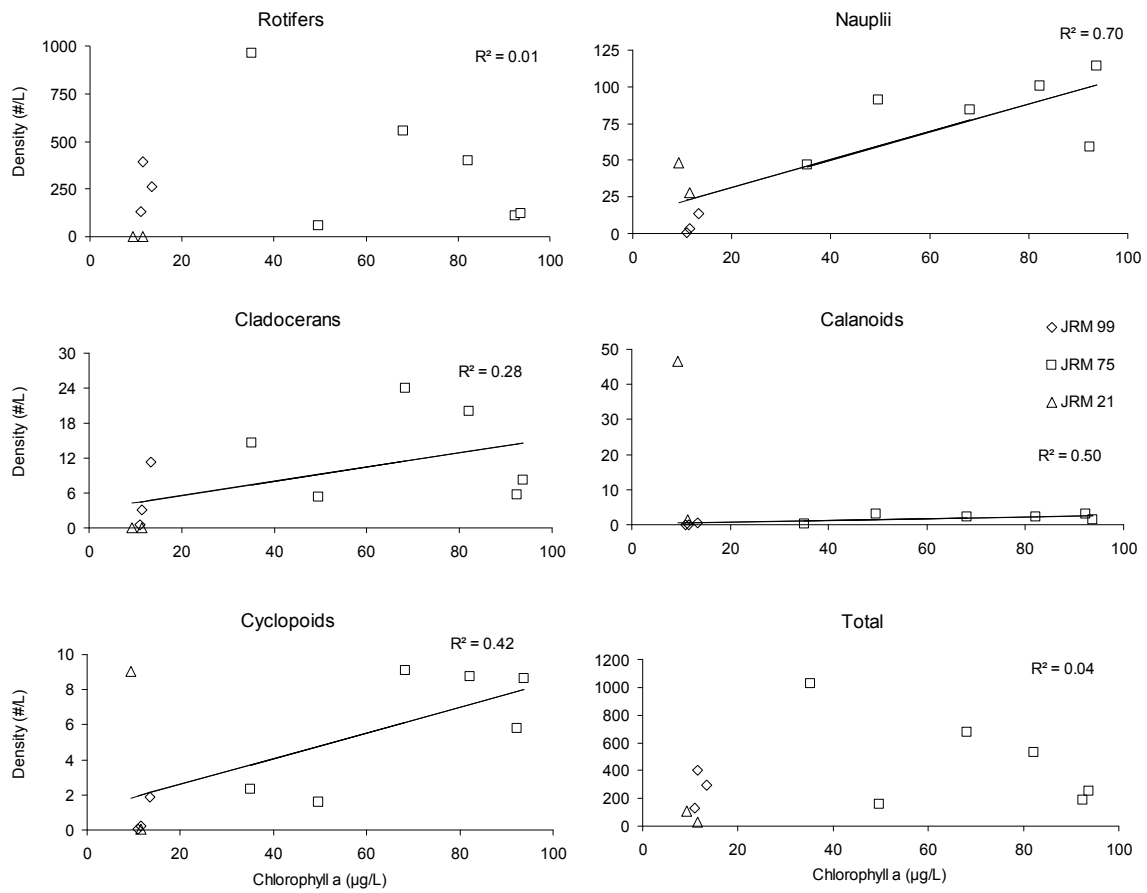 Rotifers
R² = 0.01
Density (#/L)
1000
750
500
250
0
0 20 40 60 80 100
Nauplii
R² = 0.70
125
100
75
50
25
0
0 20 40 60 80 100
Cladocerans
R² = 0.28
Density (#/L)
30
24
18
12
6
0
0 20 40 60 80 100
Calanoids
JRM 99
JRM 75
JRM 21
R² = 0.50
50
40
30
20
10
0
0 20 40 60 80 100
Cyclopoids
R² = 0.42
Density (#/L)
10
8
6
4
2
0
0 20 40 60 80 100
Chlorophyll a (µg/L)
Total
R² = 0.04
1200
1000
800
600
400
200
0
0 20 40 60 80 100
Chlorophyll a (µg/L)